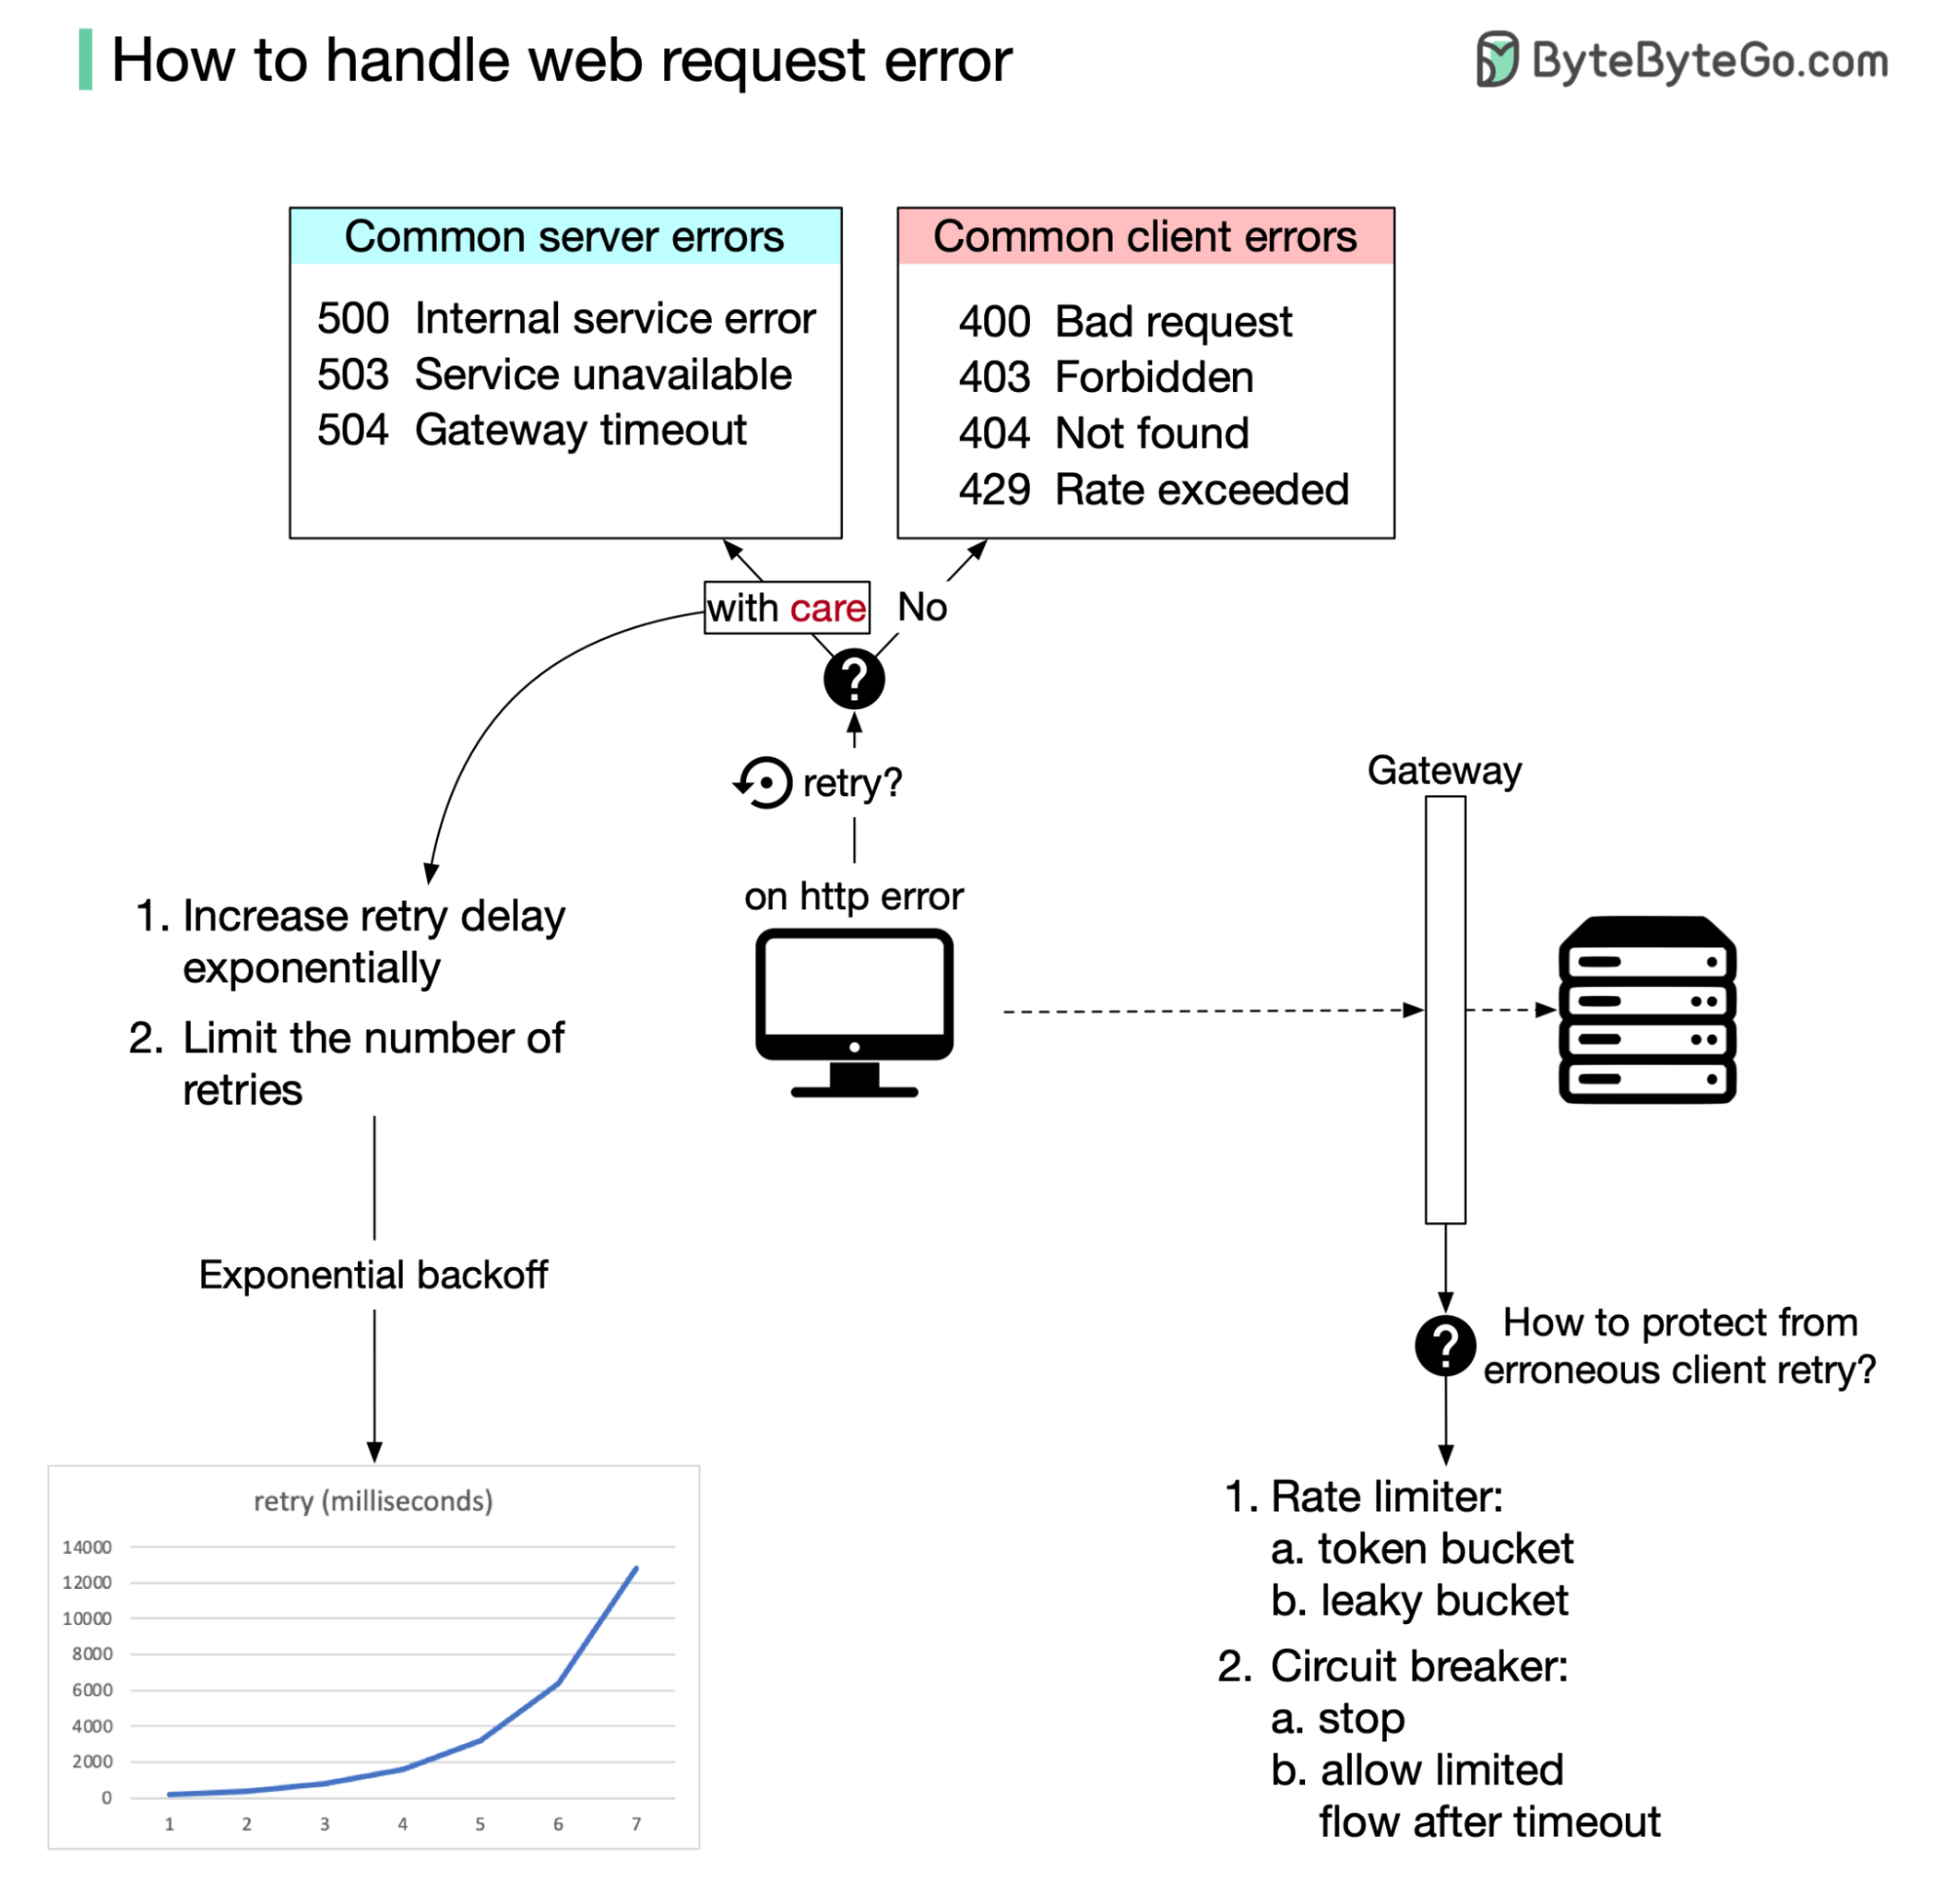 How to handle web request error
ByteByteGo.com
Common server errors
500 Internal service error
503 Service unavailable
504 Gateway timeout
Common client errors
400 Bad request
403 Forbidden
404 Not found
429 Rate exceeded
with care
No
?
retry?
on http error
Gateway
1. Increase retry delay
exponentially
2. Limit the number of
retries
Exponential backoff
?
How to protect from
erroneous client retry?
retry (milliseconds)
14000
12000
10000
8000
6000
4000
2000
0
1 2 3 4 5 6 7
1. Rate limiter:
a. token bucket
b. leaky bucket
2. Circuit breaker:
a. stop
b. allow limited
flow after timeout